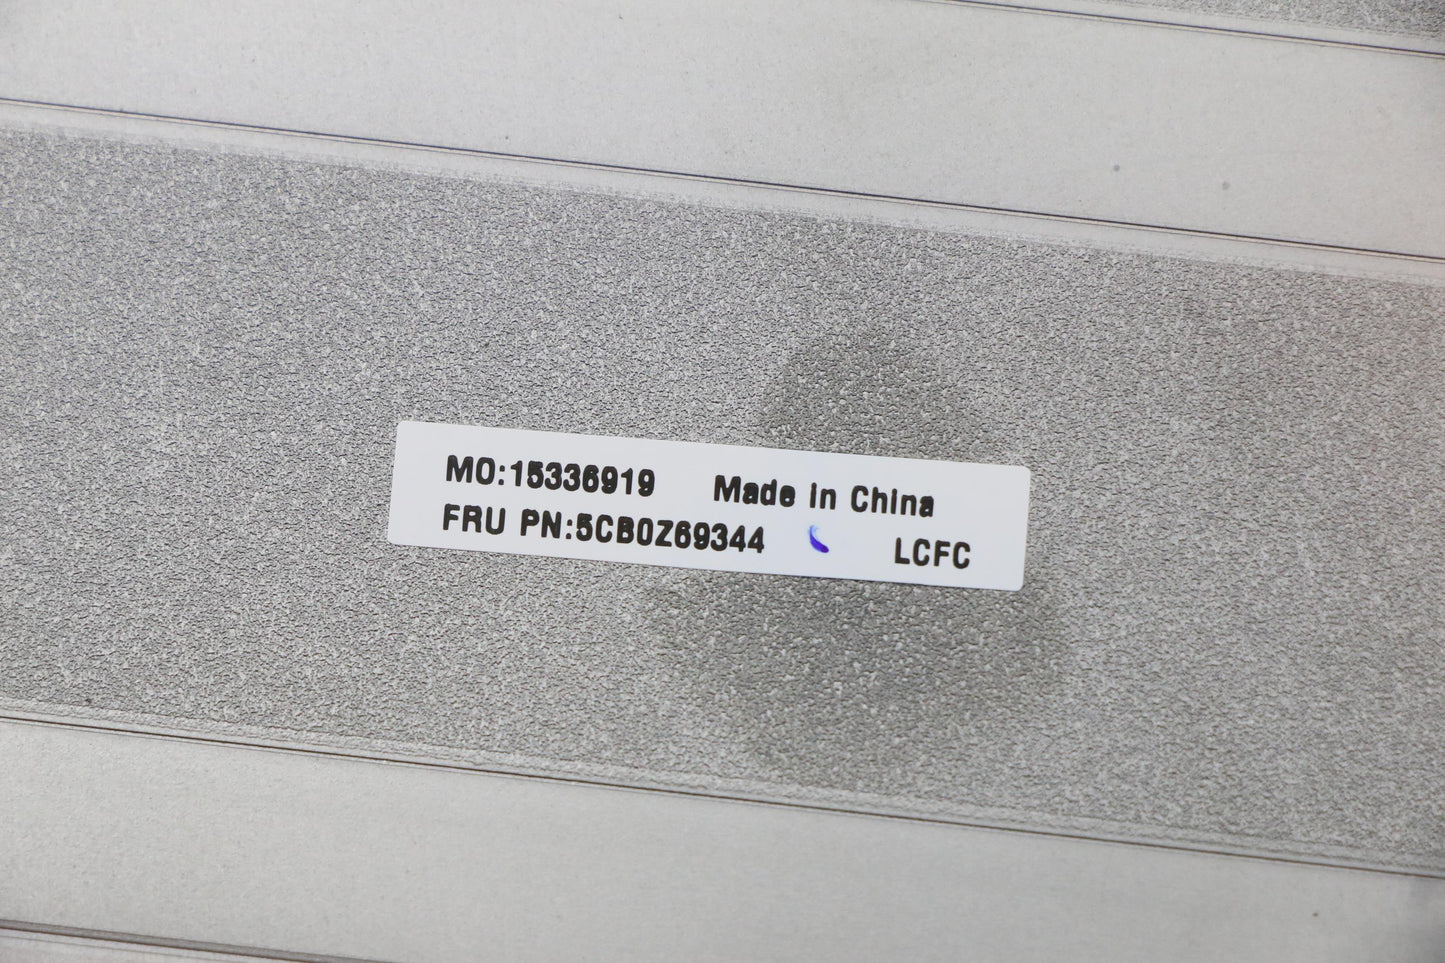 MO:15336919 Made in China
FRU PN:5CB0Z69344 LCFC